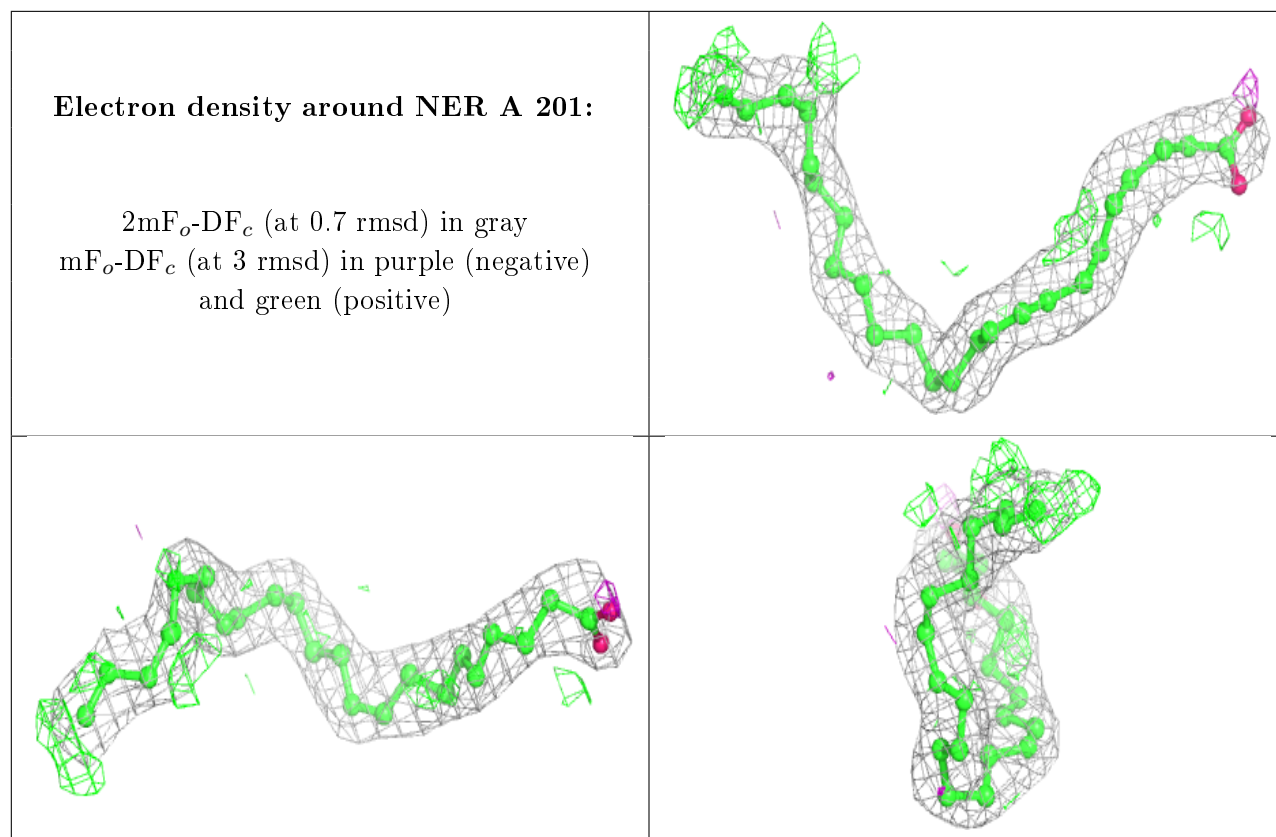 Electron density around NER A 201:
2mFo-DFc (at 0.7 rmsd) in gray
mFo-DFc (at 3 rmsd) in purple (negative)
and green (positive)